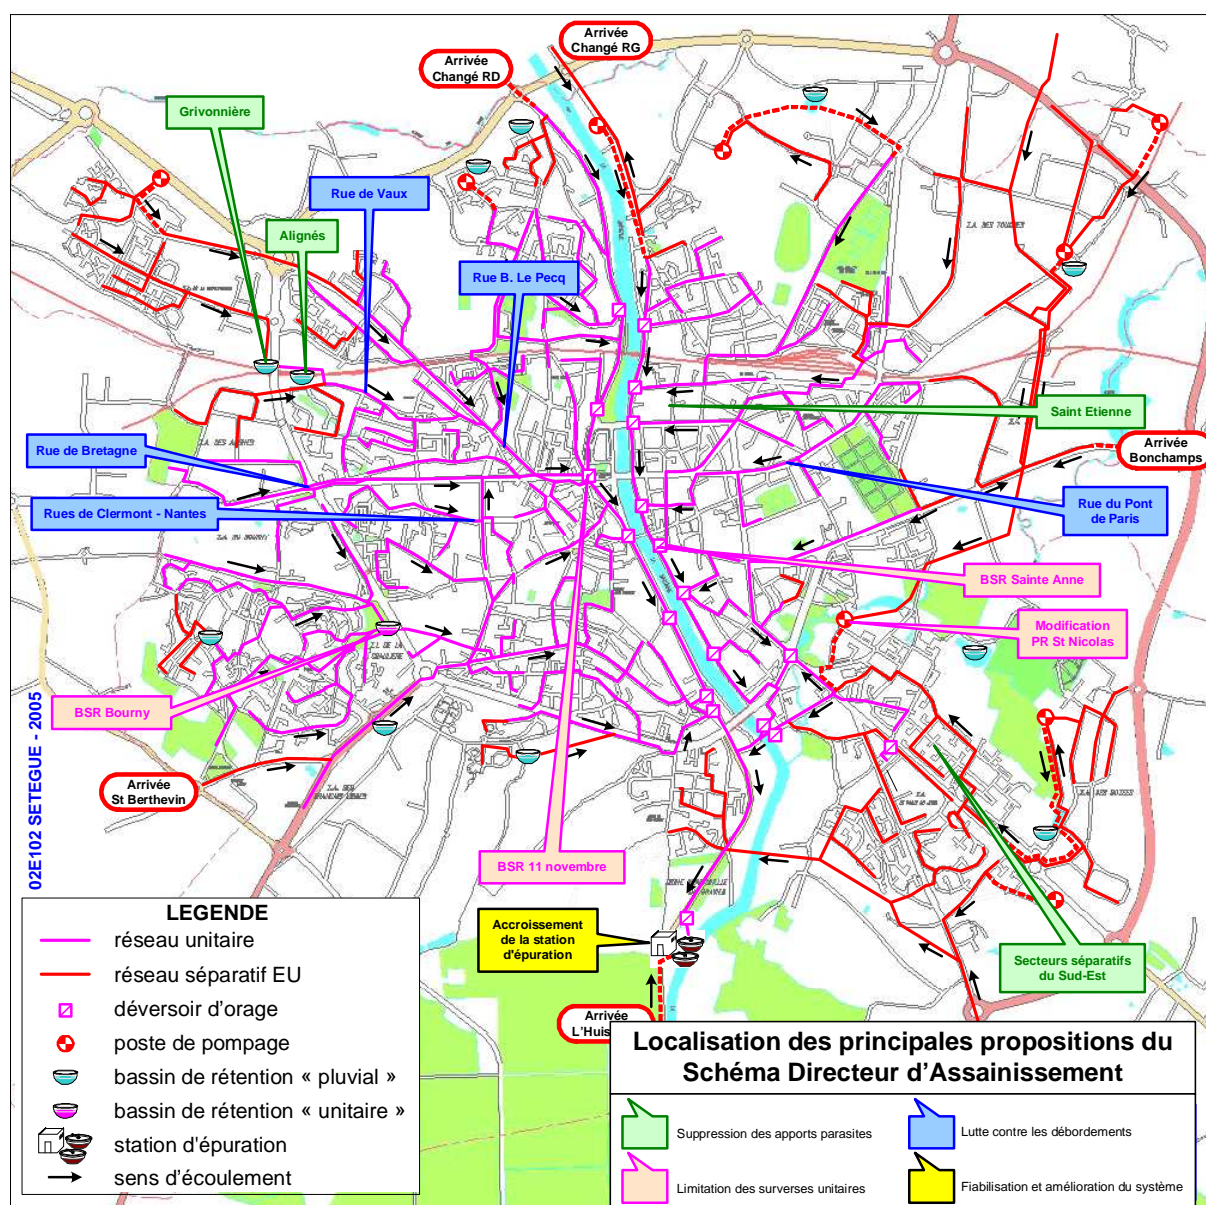 Arrivée
Changé RG
Arrivée
Changé RD
Grivonnière
Rue de Vaux
Alignés
Rue B. Le Pecq
Z.A. DES TOUCHES
Saint Etienne
Rue de Bretagne
Arrivée
Bonchamps
Rues de Clermont - Nantes
Rue du Pont
de Paris
BSR Sainte Anne
Modification
PR St Nicolas
BSR Bourny
Arrivée
St Berthevin
BSR 11 novembre
02E102 SETEGUE - 2005
Accroissement
de la station
d'épuration
Secteurs séparatifs
du Sud-Est
Arrivée
L'Huis
LEGENDE
réseau unitaire
réseau séparatif EU
déversoir d'orage
poste de pompage
bassin de rétention « pluvial »
bassin de rétention « unitaire »
station d'épuration
sens d'écoulement
Localisation des principales propositions du
Schéma Directeur d'Assainissement
Suppression des apports parasites
Lutte contre les débordements
Limitation des surverses unitaires
Fiabilisation et amélioration du système